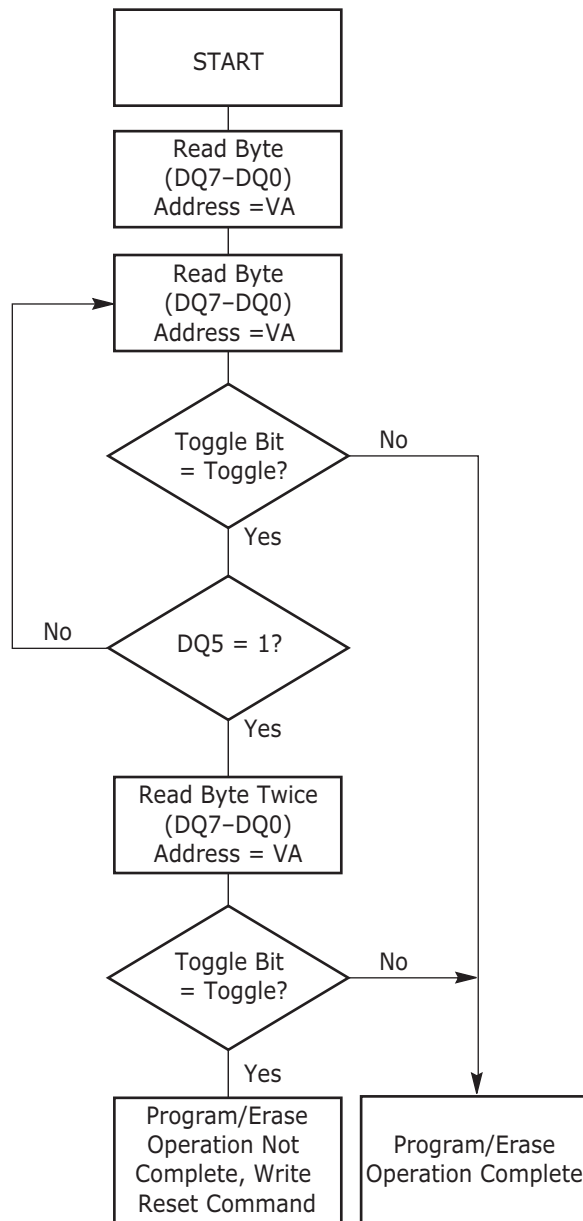 START
Read Byte
(DQ7–DQ0)
Address =VA
Read Byte
(DQ7–DQ0)
Address =VA
Toggle Bit
= Toggle?
No
Yes
No
DQ5 = 1?
Yes
Read Byte Twice
(DQ7–DQ0)
Address = VA
Toggle Bit
= Toggle?
No
Yes
Program/Erase
Operation Not
Complete, Write
Reset Command
Program/Erase
Operation Complete